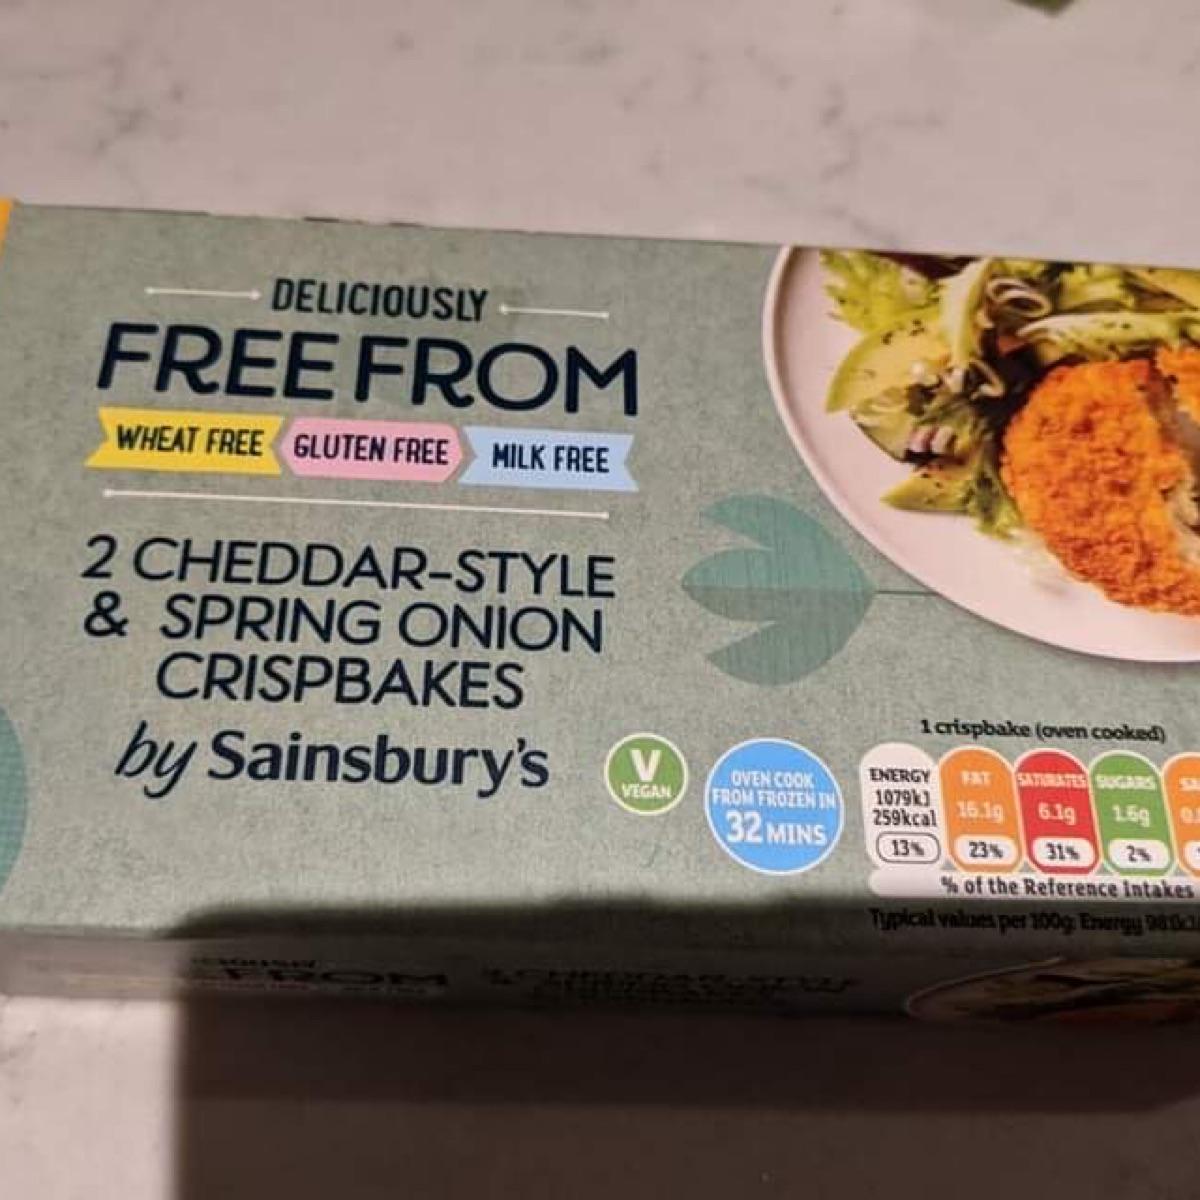 DELICIOUSLY
FREE FROM
WHEAT FREE GLUTEN FREE MILK FREE
2 CHEDDAR-STYLE
& SPRING ONION
CRISPBAKES
by Sainsbury's
V
VEGAN
OVEN COOK
FROM FROZEN IN
32 MINS
1 crispbake (oven cooked)
ENERGY FAT SATURATES SUGARS
1079kJ
259kcal 16.1g 6.1g 1.6g
13% 23% 31% 2%
% of the Reference Intakes
Typical values per 100g: Energy
FROM